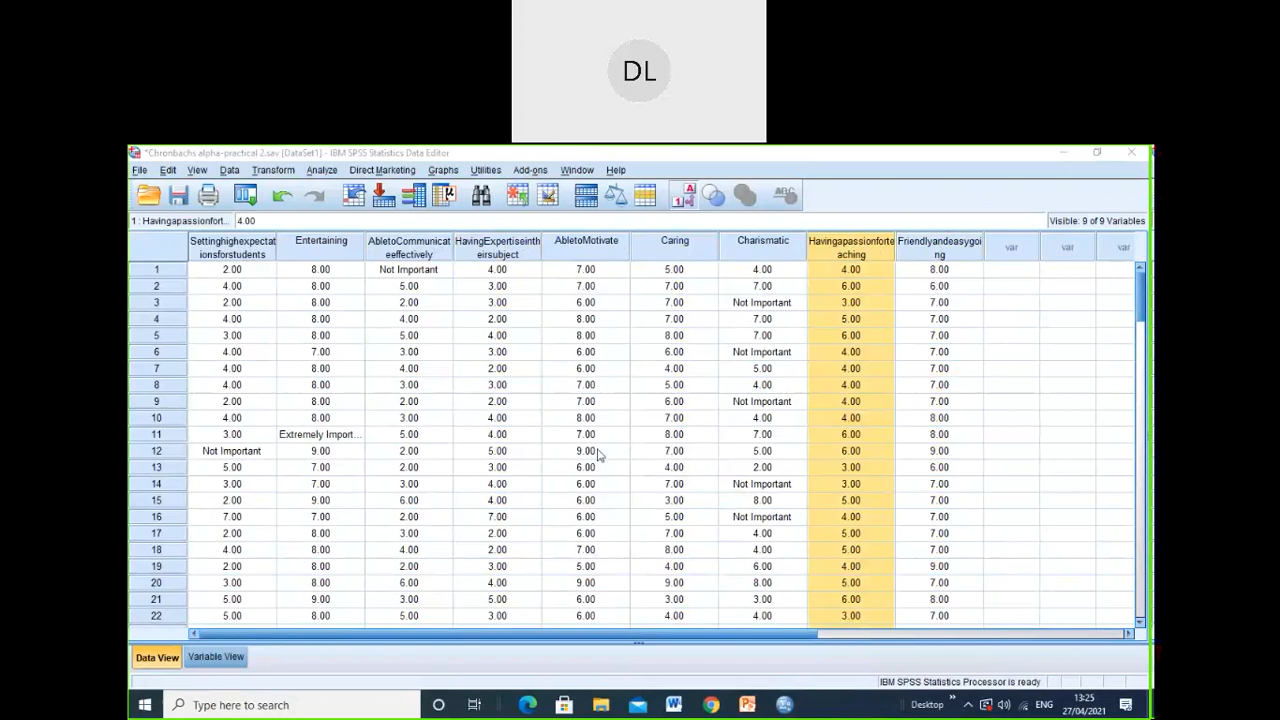 DL
*Chronbachs alpha-practical 2.sav [DataSet1] - IBM SPSS Statistics Data Editor
File Edit View Data Transform Analyze Direct Marketing Graphs Utilities Add-ons Window Help
1 : Havingapassionfort... 4.00 Visible: 9 of 9 Variables
Settinghighexpectat Entertaining AbletoCommunicat HavingExpertiseinth AbletoMotivate Caring Charismatic Havingapassionforte Friendlyandeasygoi var var var
ionsforstudents eeffectively eirsubject aching ng
1 2.00 8.00 Not Important 4.00 7.00 5.00 4.00 4.00 8.00
2 4.00 8.00 5.00 3.00 7.00 7.00 7.00 6.00 6.00
3 2.00 8.00 2.00 3.00 6.00 7.00 Not Important 3.00 7.00
4 4.00 8.00 4.00 2.00 8.00 7.00 7.00 5.00 7.00
5 3.00 8.00 5.00 4.00 8.00 8.00 7.00 6.00 7.00
6 4.00 7.00 3.00 3.00 6.00 6.00 Not Important 4.00 7.00
7 4.00 8.00 4.00 2.00 6.00 4.00 5.00 4.00 7.00
8 4.00 8.00 3.00 3.00 7.00 5.00 4.00 4.00 7.00
9 2.00 8.00 2.00 2.00 7.00 6.00 Not Important 4.00 7.00
10 4.00 8.00 3.00 4.00 8.00 7.00 4.00 4.00 8.00
11 3.00 Extremely Import... 5.00 4.00 7.00 8.00 7.00 6.00 8.00
12 Not Important 9.00 2.00 5.00 9.00 7.00 5.00 6.00 9.00
13 5.00 7.00 2.00 3.00 6.00 4.00 2.00 3.00 6.00
14 3.00 7.00 3.00 4.00 6.00 7.00 Not Important 3.00 7.00
15 2.00 9.00 6.00 4.00 6.00 3.00 8.00 5.00 7.00
16 7.00 7.00 2.00 7.00 6.00 5.00 Not Important 4.00 7.00
17 2.00 8.00 4.00 2.00 6.00 7.00 4.00 5.00 7.00
18 4.00 8.00 4.00 2.00 7.00 8.00 4.00 5.00 7.00
19 2.00 8.00 2.00 3.00 5.00 4.00 6.00 4.00 9.00
20 3.00 8.00 6.00 4.00 9.00 9.00 8.00 5.00 7.00
21 5.00 9.00 3.00 5.00 6.00 3.00 3.00 6.00 8.00
22 5.00 8.00 5.00 3.00 6.00 4.00 4.00 3.00 7.00
Data View Variable View
IBM SPSS Statistics Processor is ready
Type here to search Desktop ENG 13:25
27/04/2021